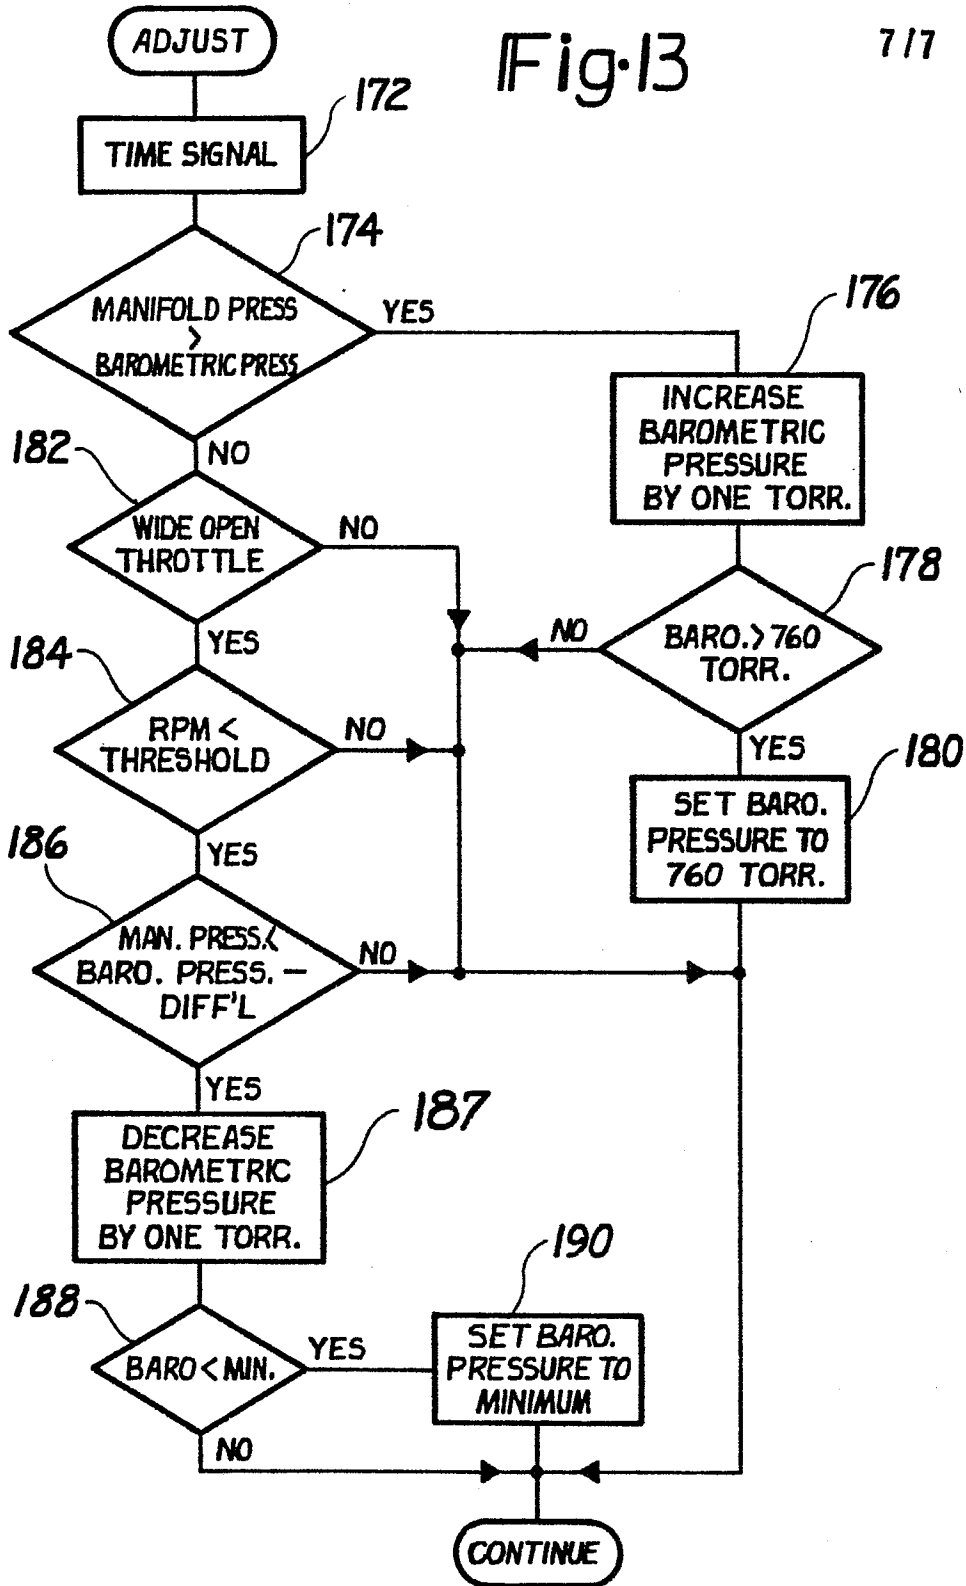 ADJUST
Fig. 13
7/7
172
TIME SIGNAL
174
MANIFOLD PRESS
>
BAROMETRIC PRESS
YES
176
INCREASE
BAROMETRIC
PRESSURE
BY ONE TORR.
NO
182
WIDE OPEN
THROTTLE
NO
178
BARO. > 760
TORR.
NO
YES
184
RPM <
THRESHOLD
NO
YES
180
SET BARO.
PRESSURE TO
760 TORR.
YES
186
MAN. PRESS. <
BARO. PRESS. –
DIFF'L
NO
YES
187
DECREASE
BAROMETRIC
PRESSURE
BY ONE TORR.
188
BARO < MIN.
YES
190
SET BARO.
PRESSURE TO
MINIMUM
NO
CONTINUE